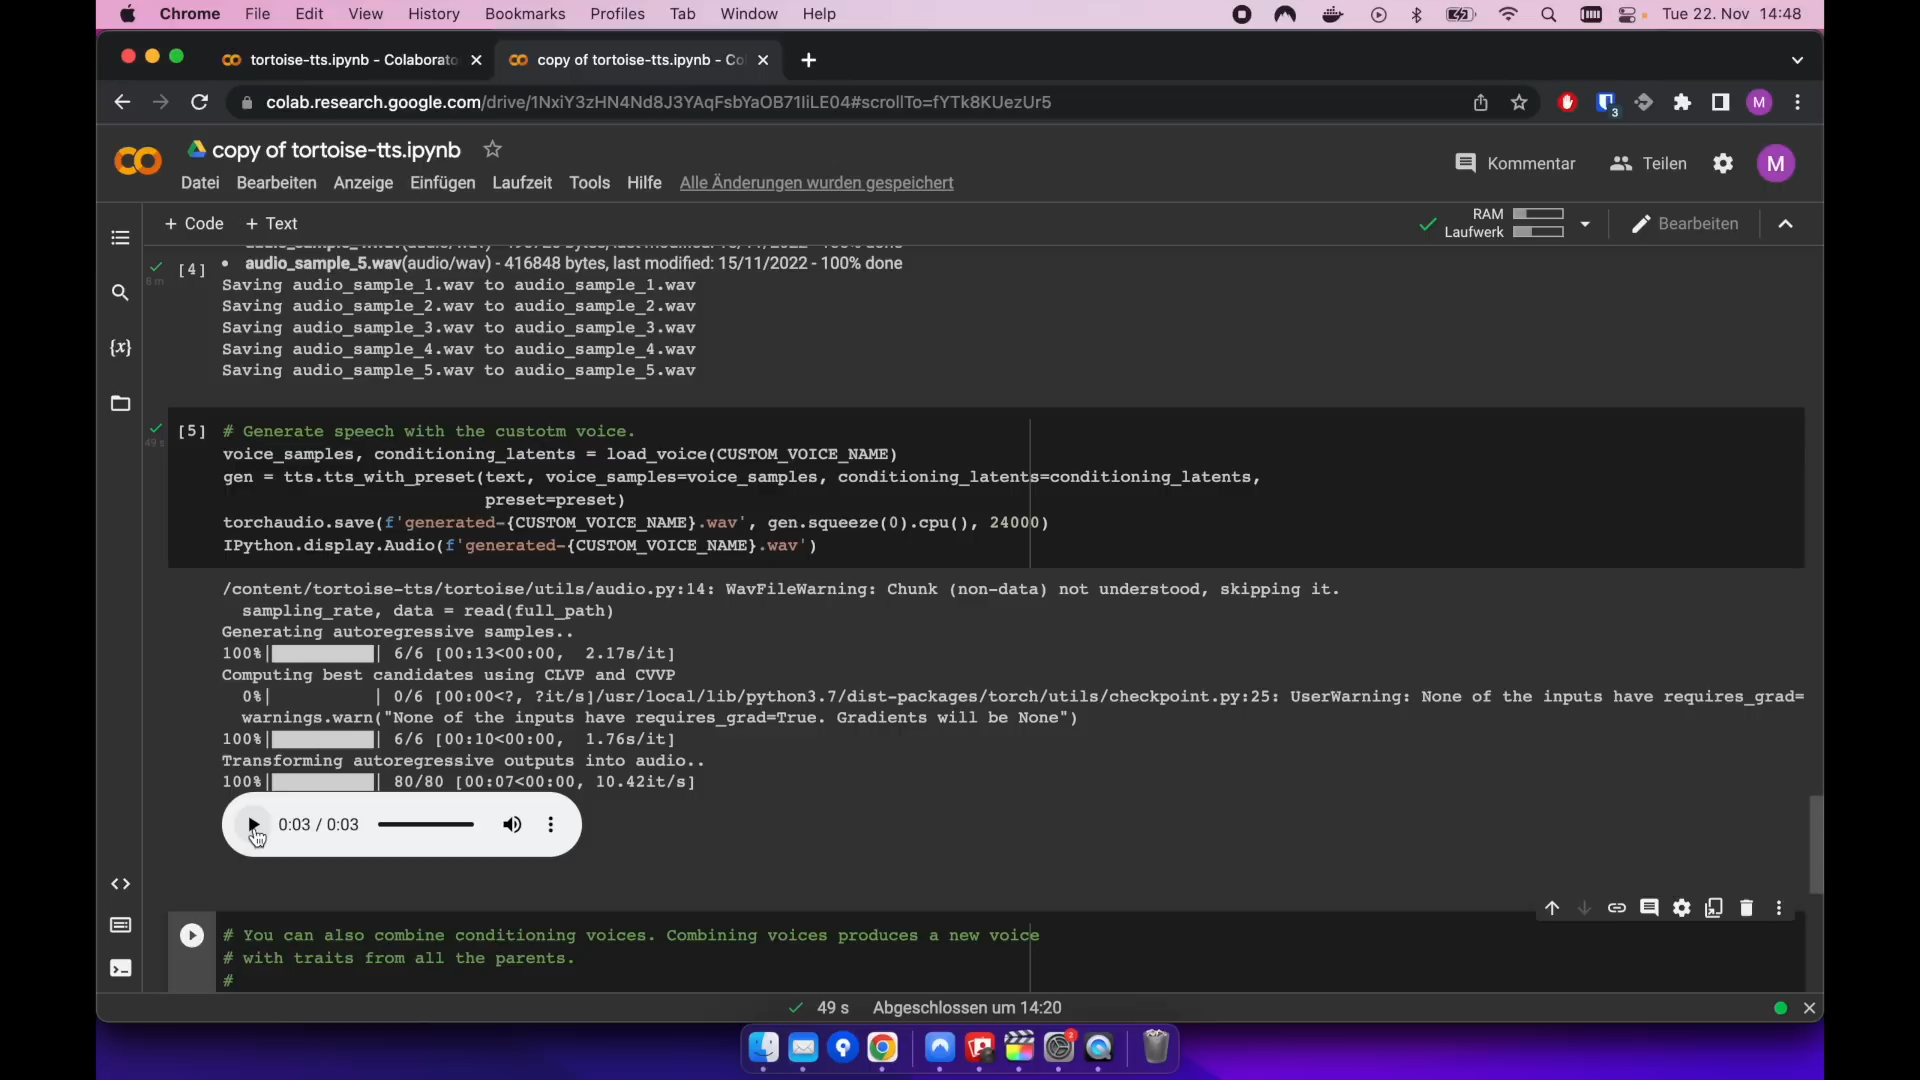 Chrome File Edit View History Bookmarks Profiles Tab Window Help Tue 22. Nov 14:48
tortoise-tts.ipynb - Colaborato copy of tortoise-tts.ipynb - Co
colab.research.google.com/drive/1NxiY3zHN4Nd8J3YAqFsbYaOB71liLE04#scrollTo=fYTk8KUezUr5 3 M
copy of tortoise-tts.ipynb
Kommentar Teilen M
Datei Bearbeiten Anzeige Einfügen Laufzeit Tools Hilfe Alle Änderungen wurden gespeichert
+ Code + Text RAM Laufwerk Bearbeiten
[4] • audio_sample_5.wav(audio/wav) - 416848 bytes, last modified: 15/11/2022 - 100% done
8 m
Saving audio_sample_1.wav to audio_sample_1.wav
Saving audio_sample_2.wav to audio_sample_2.wav
Saving audio_sample_3.wav to audio_sample_3.wav
Saving audio_sample_4.wav to audio_sample_4.wav
Saving audio_sample_5.wav to audio_sample_5.wav
[5] # Generate speech with the custotm voice.
49 s
voice_samples, conditioning_latents = load_voice(CUSTOM_VOICE_NAME)
gen = tts.tts_with_preset(text, voice_samples=voice_samples, conditioning_latents=conditioning_latents,
preset=preset)
torchaudio.save(f'generated-{CUSTOM_VOICE_NAME}.wav', gen.squeeze(0).cpu(), 24000)
IPython.display.Audio(f'generated-{CUSTOM_VOICE_NAME}.wav')
/content/tortoise-tts/tortoise/utils/audio.py:14: WavFileWarning: Chunk (non-data) not understood, skipping it.
sampling_rate, data = read(full_path)
Generating autoregressive samples..
100%| | 6/6 [00:13<00:00, 2.17s/it]
Computing best candidates using CLVP and CVVP
0%| | 0/6 [00:00<?, ?it/s]/usr/local/lib/python3.7/dist-packages/torch/utils/checkpoint.py:25: UserWarning: None of the inputs have requires_grad=
warnings.warn("None of the inputs have requires_grad=True. Gradients will be None")
100%| | 6/6 [00:10<00:00, 1.76s/it]
Transforming autoregressive outputs into audio..
100%| | 80/80 [00:07<00:00, 10.42it/s]
0:03 / 0:03
# You can also combine conditioning voices. Combining voices produces a new voice
# with traits from all the parents.
#
49 s Abgeschlossen um 14:20